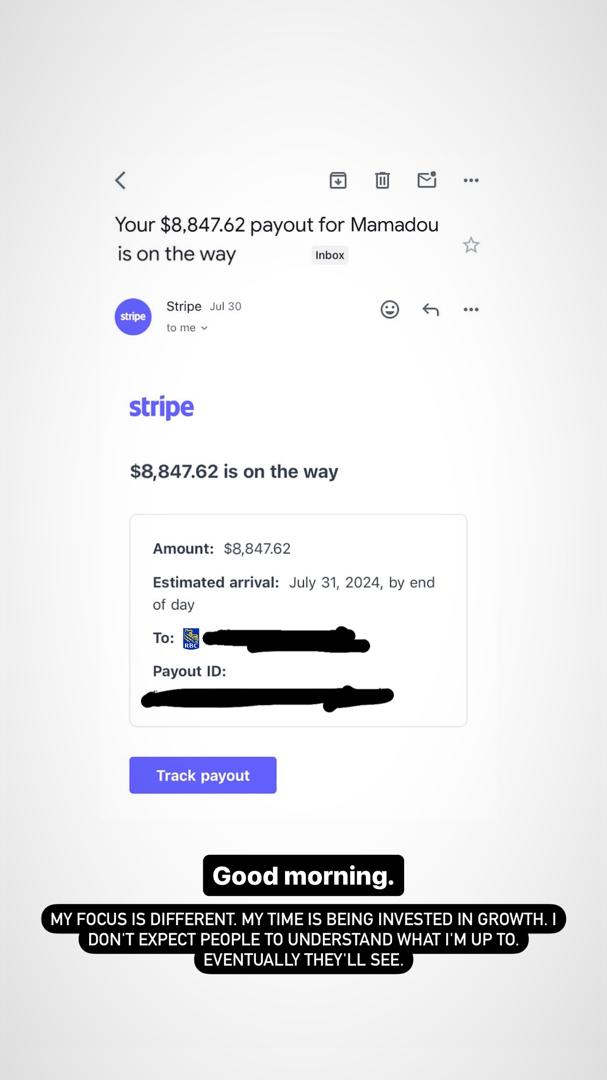 Your $8,847.62 payout for Mamadou
is on the way
Inbox
stripe
Stripe Jul 30
to me
stripe
$8,847.62 is on the way
Amount: $8,847.62
Estimated arrival: July 31, 2024, by end
of day
To: RBC
Payout ID:
Track payout
Good morning.
MY FOCUS IS DIFFERENT. MY TIME IS BEING INVESTED IN GROWTH. I
DON'T EXPECT PEOPLE TO UNDERSTAND WHAT I'M UP TO.
EVENTUALLY THEY'LL SEE.